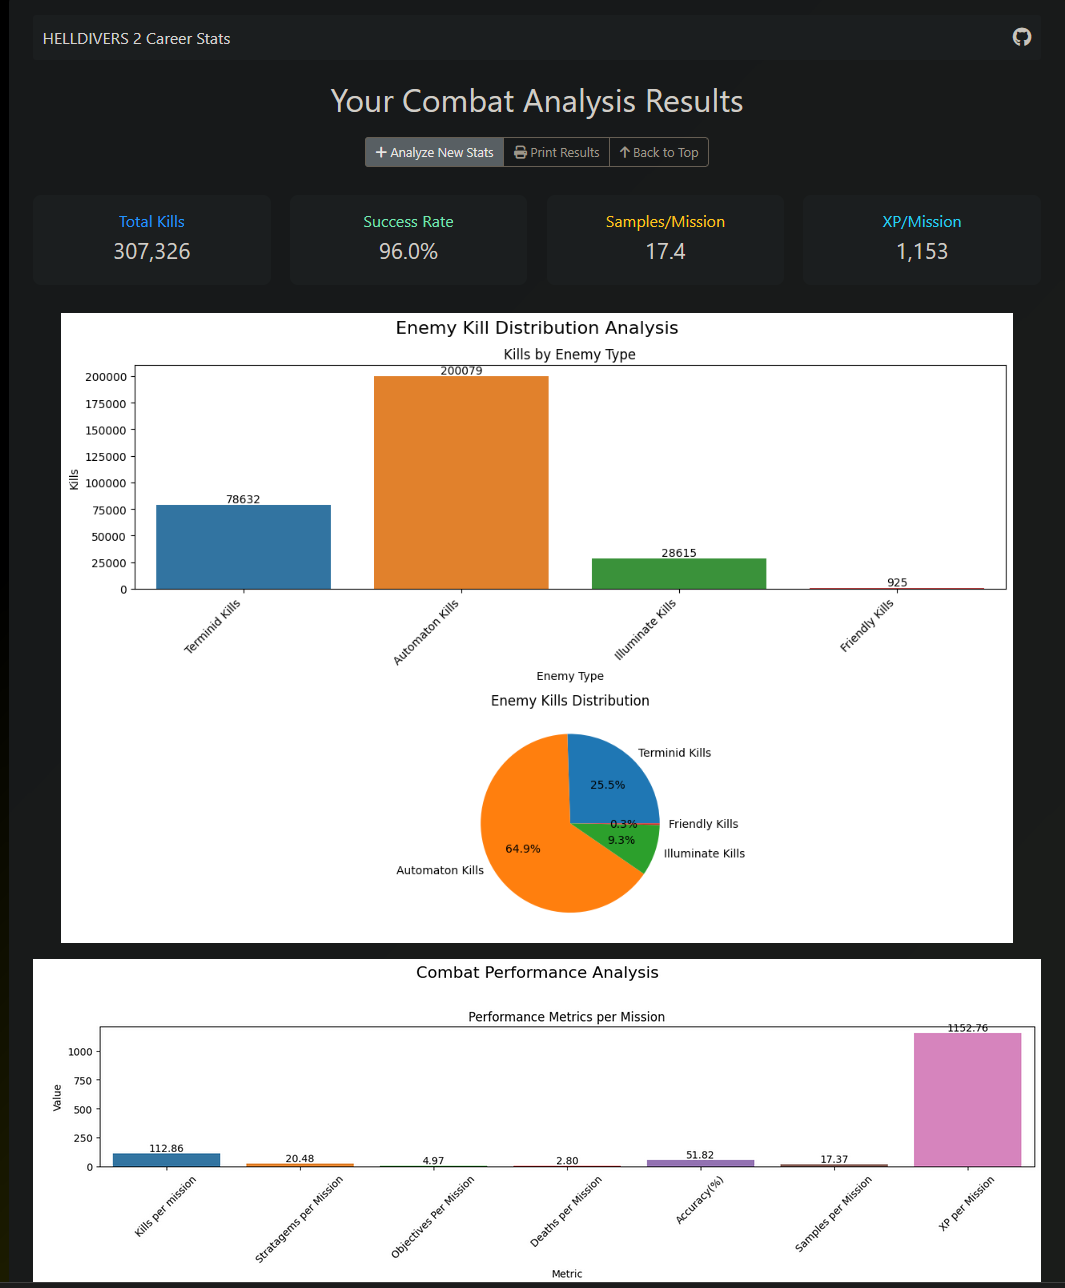 HELLDIVERS 2 Career Stats
Your Combat Analysis Results
Analyze New Stats
Print Results
Back to Top
Total Kills
307,326
Success Rate
96.0%
Samples/Mission
17.4
XP/Mission
1,153
Enemy Kill Distribution Analysis
Kills by Enemy Type
Kills
200000
175000
150000
125000
100000
75000
50000
25000
0
78632
200079
28615
925
Terminid Kills
Automaton Kills
Illuminate Kills
Friendly Kills
Enemy Type
Enemy Kills Distribution
Terminid Kills
25.5%
0.3%
Friendly Kills
9.3%
Illuminate Kills
64.9%
Automaton Kills
Combat Performance Analysis
Performance Metrics per Mission
Value
1000
750
500
250
0
112.86
20.48
4.97
2.80
51.82
17.37
1152.76
Kills per mission
Stratagems per Mission
Objectives Per Mission
Deaths per Mission
Accuracy(%)
Samples per Mission
XP per Mission
Metric